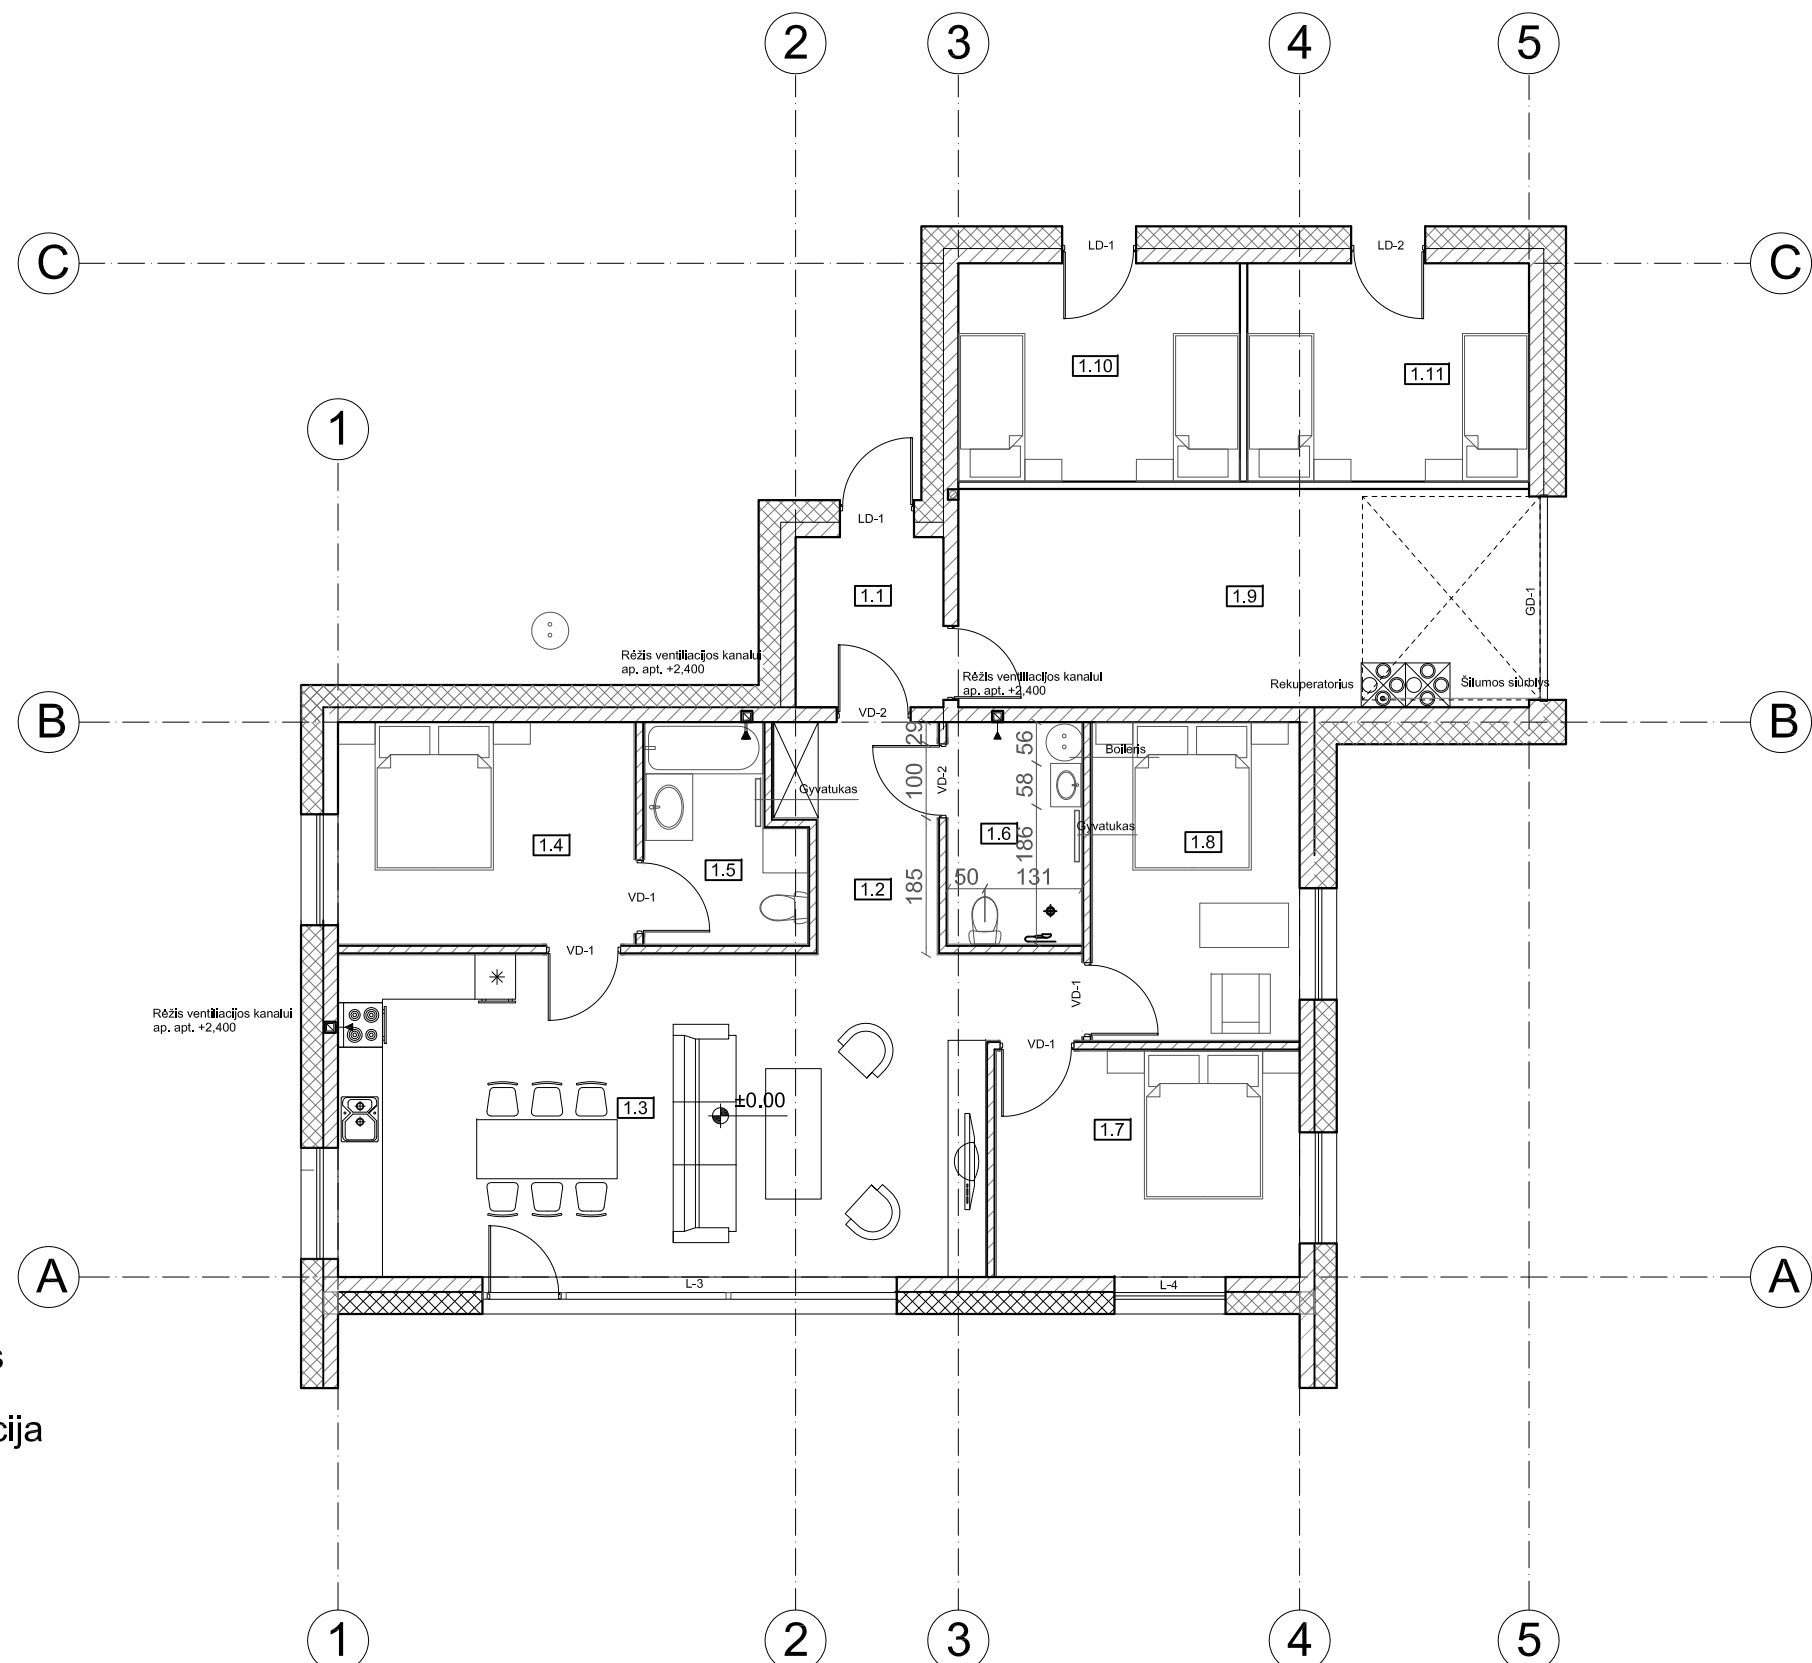 2 3 4 5
C LD-1 LD-2 C
1.10
1.11
1
LD-1
1.1
1.9
GD-1
Rėžis ventiliacijos kanalui
ap. apt. +2,400
Rėžis ventiliacijos kanalui
ap. apt. +2,400
Rekuperatorius
Šilumos siurblys
B VD-2 B
29
56
Boileris
100
VD-2
58
Gyvatukas
Gyvatukas
1.4
1.6
186
1.8
1.5
1.2
185
50
131
VD-1
VD-1
VD-1
Rėžis ventiliacijos kanalui
ap. apt. +2,400
VD-1
1.3
±0.00
1.7
A L-3 L-4 A
s
cija
1 2 3 4 5